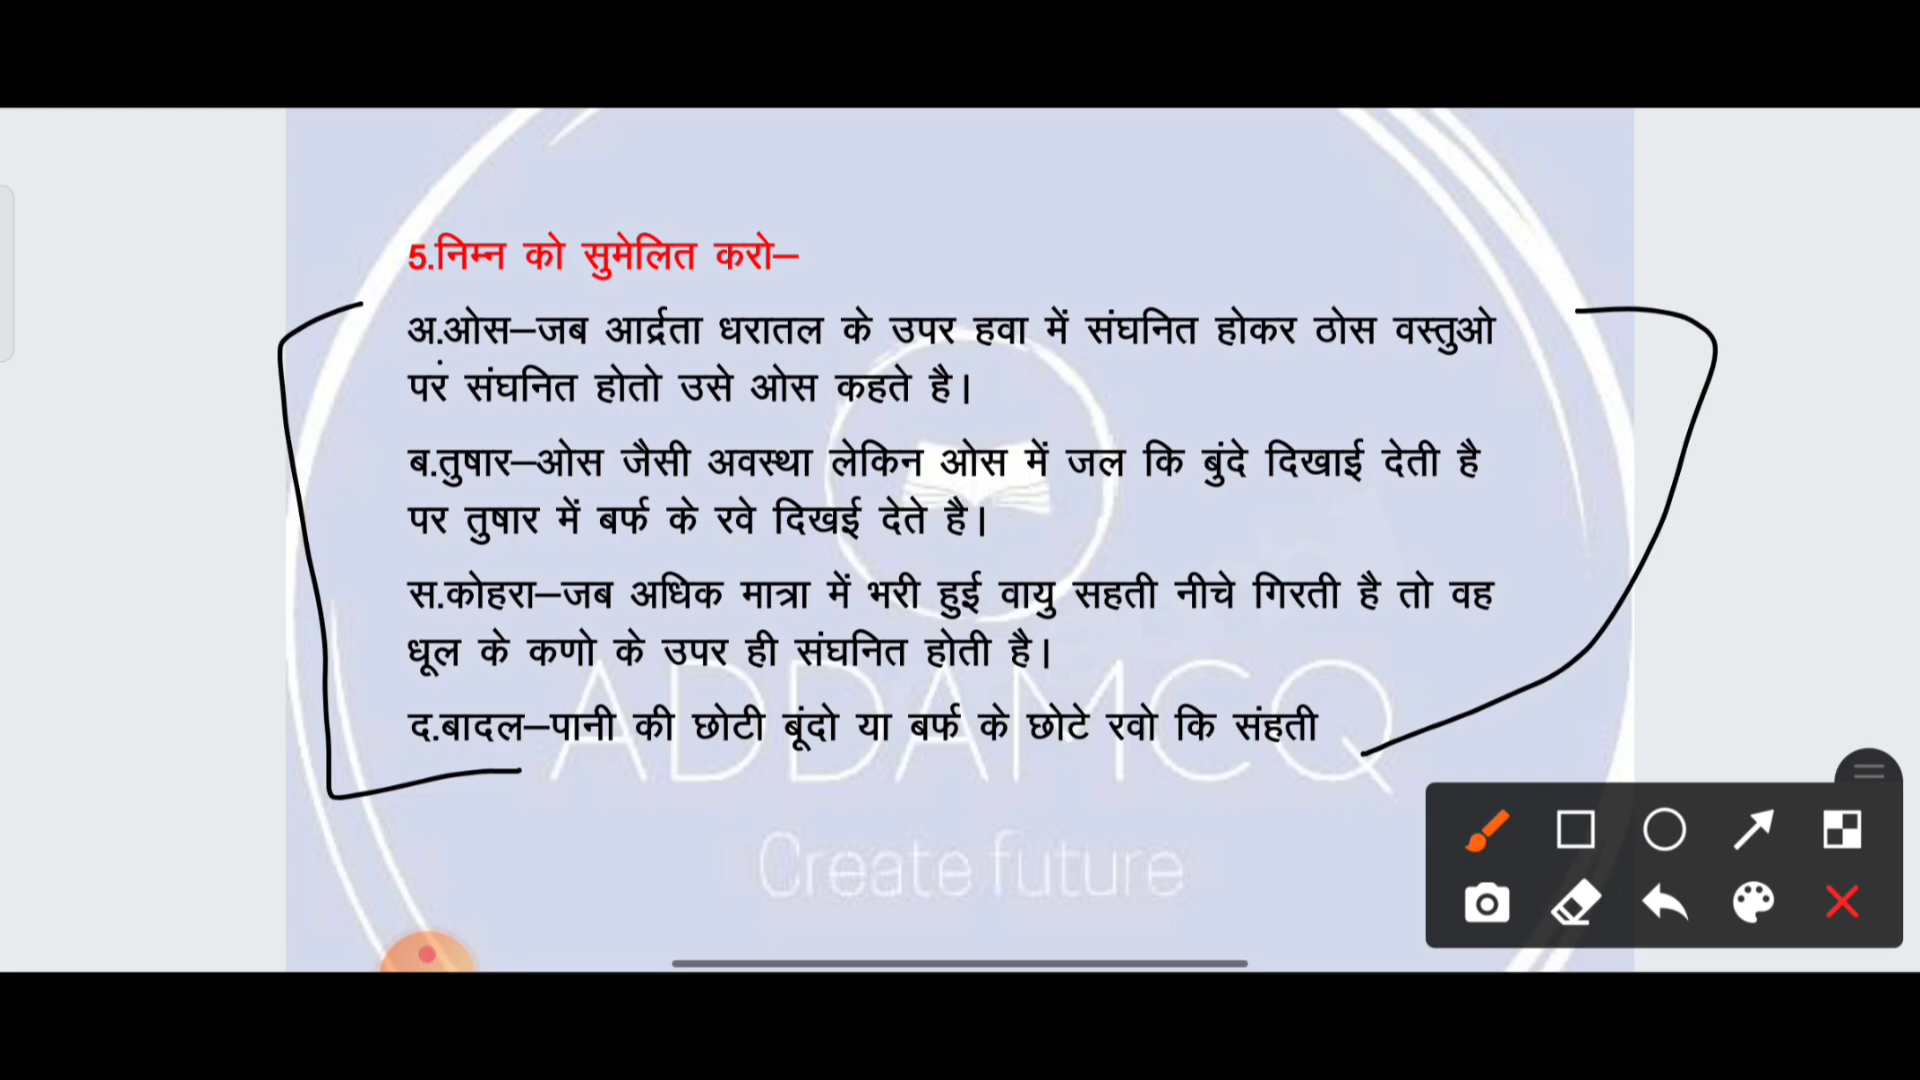 5.निम्न को सुमेलित करो–
अ.ओस–जब आर्द्रता धरातल के उपर हवा में संघनित होकर ठोस वस्तुओ
पर संघनित होतो उसे ओस कहते है।
ब.तुषार–ओस जैसी अवस्था लेकिन ओस में जल कि बुंदे दिखाई देती है
पर तुषार में बर्फ के रवे दिखई देते है।
स.कोहरा–जब अधिक मात्रा में भरी हुई वायु सहती नीचे गिरती है तो वह
धूल के कणो के उपर ही संघनित होती है।
द.बादल–पानी की छोटी बूंदो या बर्फ के छोटे रवो कि संहती
ADDAMCQ
Create future